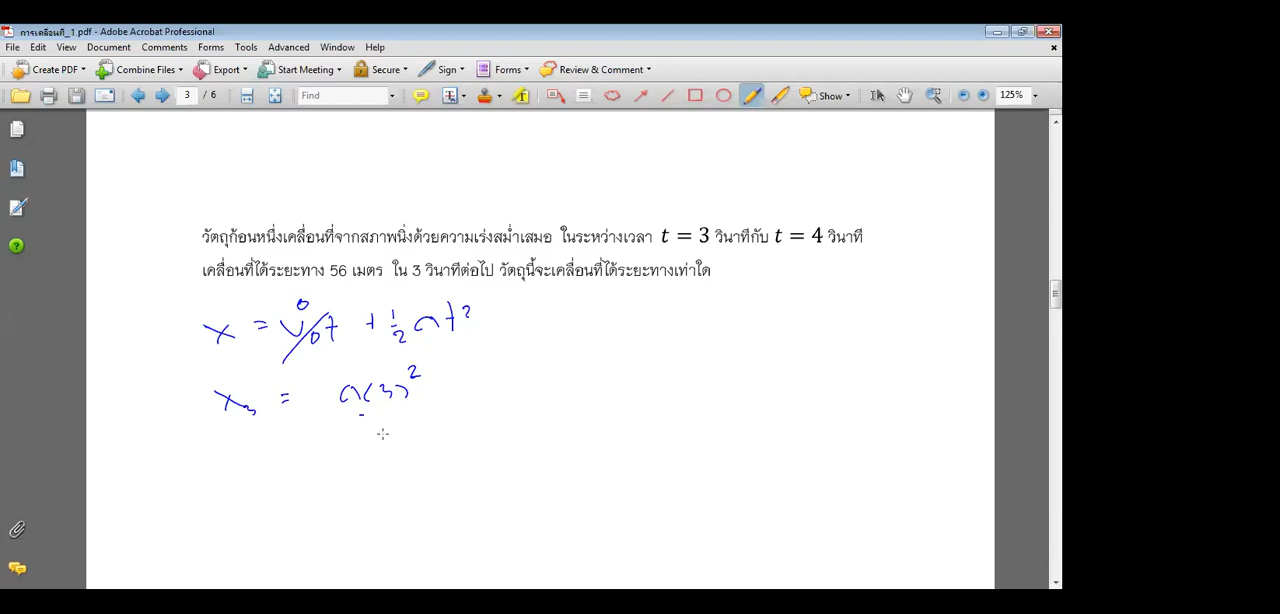 การเคลื่อนที่_1.pdf - Adobe Acrobat Professional
File Edit View Document Comments Forms Tools Advanced Window Help
Create PDF Combine Files Export Start Meeting Secure Sign Forms Review & Comment
3 / 6 Find Show 125%
วัตถุก้อนหนึ่งเคลื่อนที่จากสภาพนิ่งด้วยความเร่งสม่ำเสมอ ในระหว่างเวลา t = 3 วินาทีกับ t = 4 วินาที
เคลื่อนที่ได้ระยะทาง 56 เมตร ใน 3 วินาทีต่อไป วัตถุนี้จะเคลื่อนที่ได้ระยะทางเท่าใด
0
x = v₀t + ½at²
x₃ = a(3)²